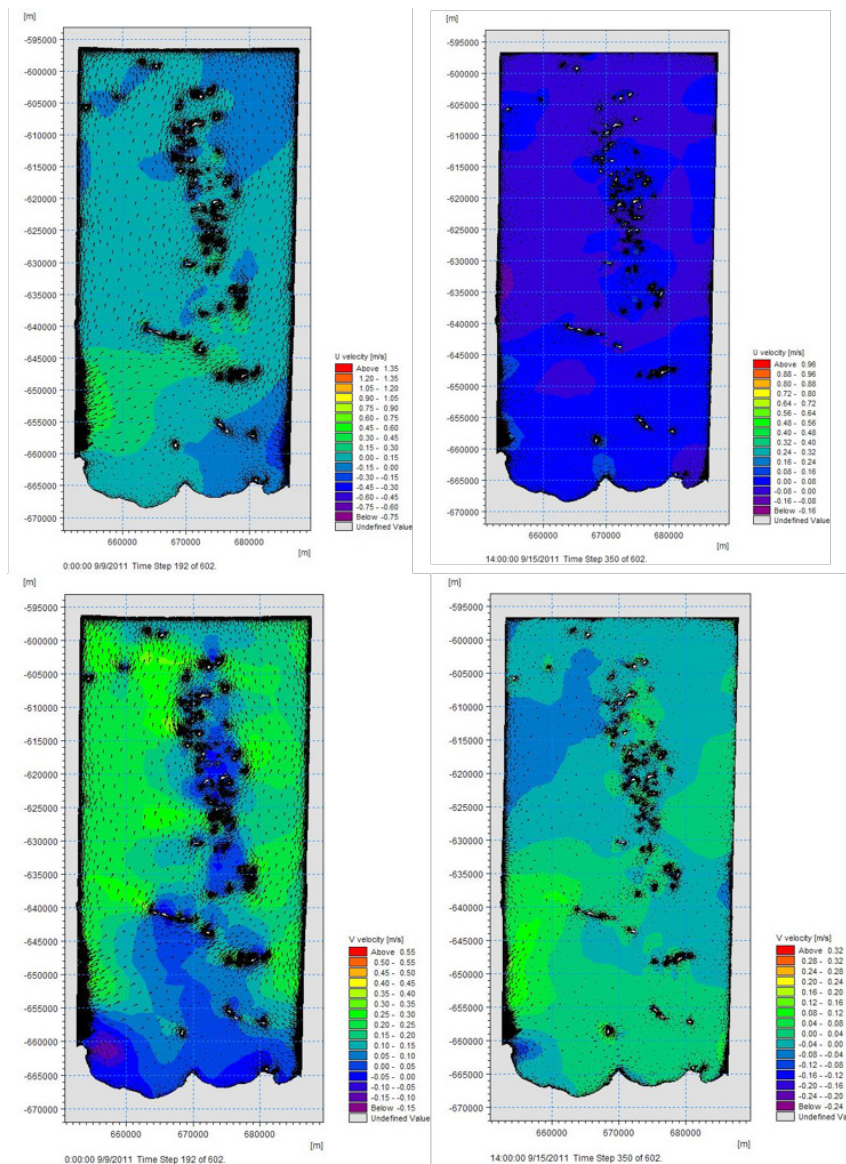 [m]
-595000
-600000
-605000
-610000
-615000
-620000
-625000
-630000
-635000
-640000
-645000
-650000
-655000
-660000
-665000
-670000
660000 680000
[m]
0:00:00 9/9/2011 Time Step 192 of 602.
U velocity [m/s]
Above 1.35
1.20 - 1.35
1.05 - 1.20
0.90 - 1.05
0.75 - 0.90
0.60 - 0.75
0.45 - 0.60
0.30 - 0.45
0.15 - 0.30
0.00 - 0.15
-0.15 - 0.00
-0.30 - -0.15
-0.45 - -0.30
-0.60 - -0.45
-0.75 - -0.60
Below -0.75
Undefined Value
[m]
-595000
-600000
-605000
-610000
-615000
-620000
-625000
-630000
-635000
-640000
-645000
-650000
-655000
-660000
-665000
-670000
660000 670000 680000
[m]
14:00:00 9/15/2011 Time Step 350 of 602.
U velocity [m/s]
Above 0.96
0.88 - 0.96
0.80 - 0.88
0.72 - 0.80
0.64 - 0.72
0.56 - 0.64
0.48 - 0.56
0.40 - 0.48
0.32 - 0.40
0.24 - 0.32
0.16 - 0.24
0.08 - 0.16
0.00 - 0.08
-0.08 - 0.00
-0.16 - -0.08
Below -0.16
Undefined Value
[m]
-595000
-600000
-605000
-610000
-615000
-620000
-625000
-630000
-635000
-640000
-645000
-650000
-655000
-660000
-665000
-670000
660000 670000 680000
[m]
0:00:00 9/9/2011 Time Step 192 of 602.
V velocity [m/s]
Above 0.55
0.50 - 0.55
0.45 - 0.50
0.40 - 0.45
0.35 - 0.40
0.30 - 0.35
0.25 - 0.30
0.20 - 0.25
0.15 - 0.20
0.10 - 0.15
0.05 - 0.10
0.00 - 0.05
-0.05 - 0.00
-0.10 - -0.05
-0.15 - -0.10
Below -0.15
Undefined Value
[m]
-595000
-600000
-605000
-610000
-615000
-620000
-625000
-630000
-635000
-640000
-645000
-650000
-655000
-660000
-665000
-670000
660000 670000 680000
[m]
14:00:00 9/15/2011 Time Step 350 of 602.
V velocity [m/s]
Above 0.32
0.28 - 0.32
0.24 - 0.28
0.20 - 0.24
0.16 - 0.20
0.12 - 0.16
0.08 - 0.12
0.04 - 0.08
0.00 - 0.04
-0.04 - 0.00
-0.08 - -0.04
-0.12 - -0.08
-0.16 - -0.12
-0.20 - -0.16
-0.24 - -0.20
Below -0.24
Undefined Va